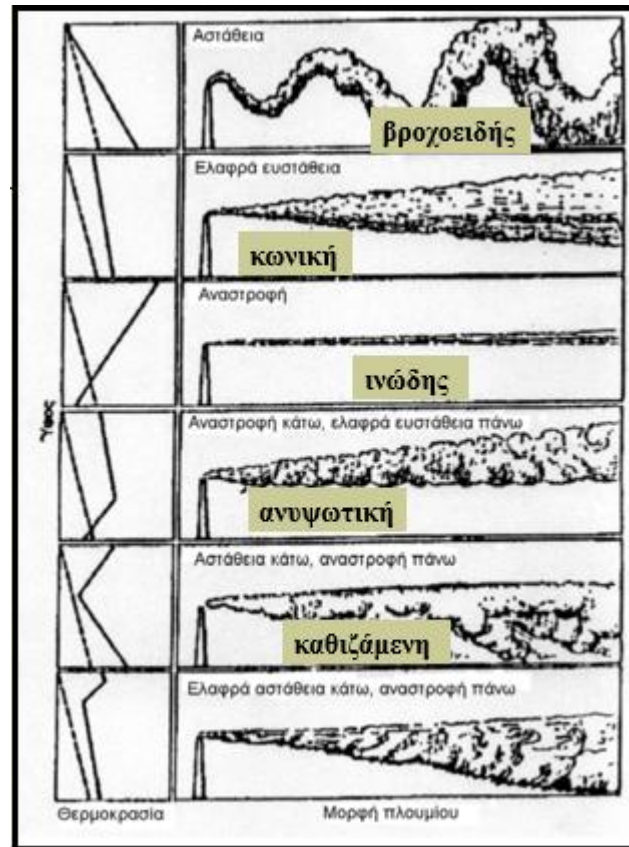 Αστάθεια
βροχοειδής
Ελαφρά ευστάθεια
κωνική
Αναστροφή
ινώδης
Ύψος
Αναστροφή κάτω, ελαφρά ευστάθεια πάνω
ανυψωτική
Αστάθεια κάτω, αναστροφή πάνω
καθιζάμενη
Ελαφρά αστάθεια κάτω, αναστροφή πάνω
Θερμοκρασία
Μορφή πλουμίου